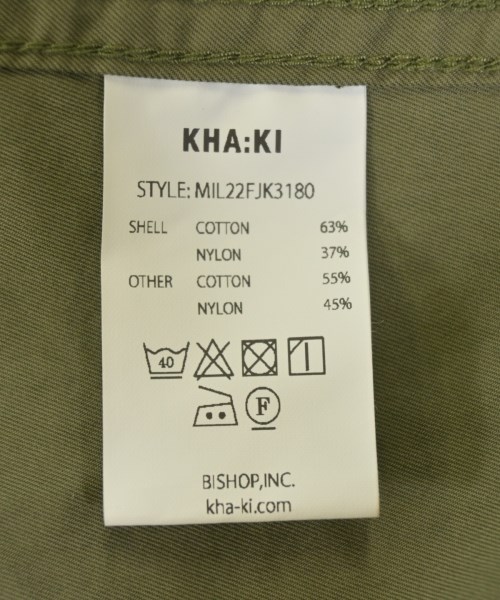 KHA:KI
STYLE: MIL22FJK3180
SHELL COTTON 63%
NYLON 37%
OTHER COTTON 55%
NYLON 45%
40
F
BISHOP,INC.
kha-ki.com